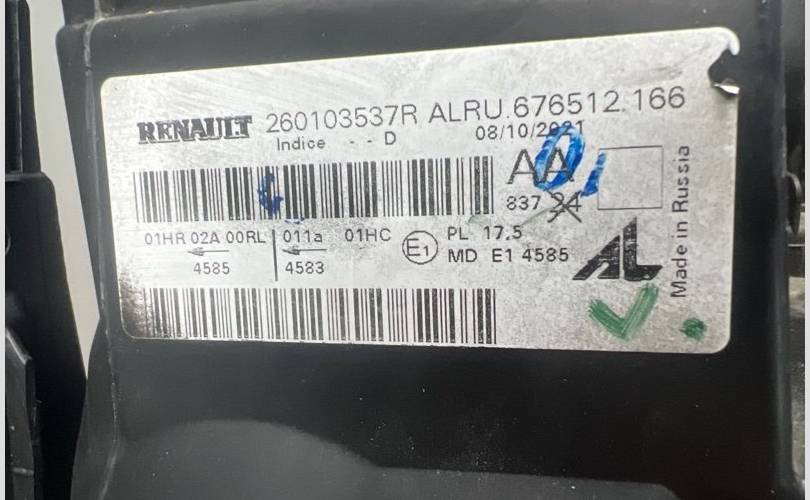 RENAULT 260103537R ALRU.676512.166
Indice - - D 08/10/2021
AA
837 24
01HR 02A 00RL 011a 01HC E1 PL 17.5
4585 4583 MD E1 4585
AL
Made in Russia